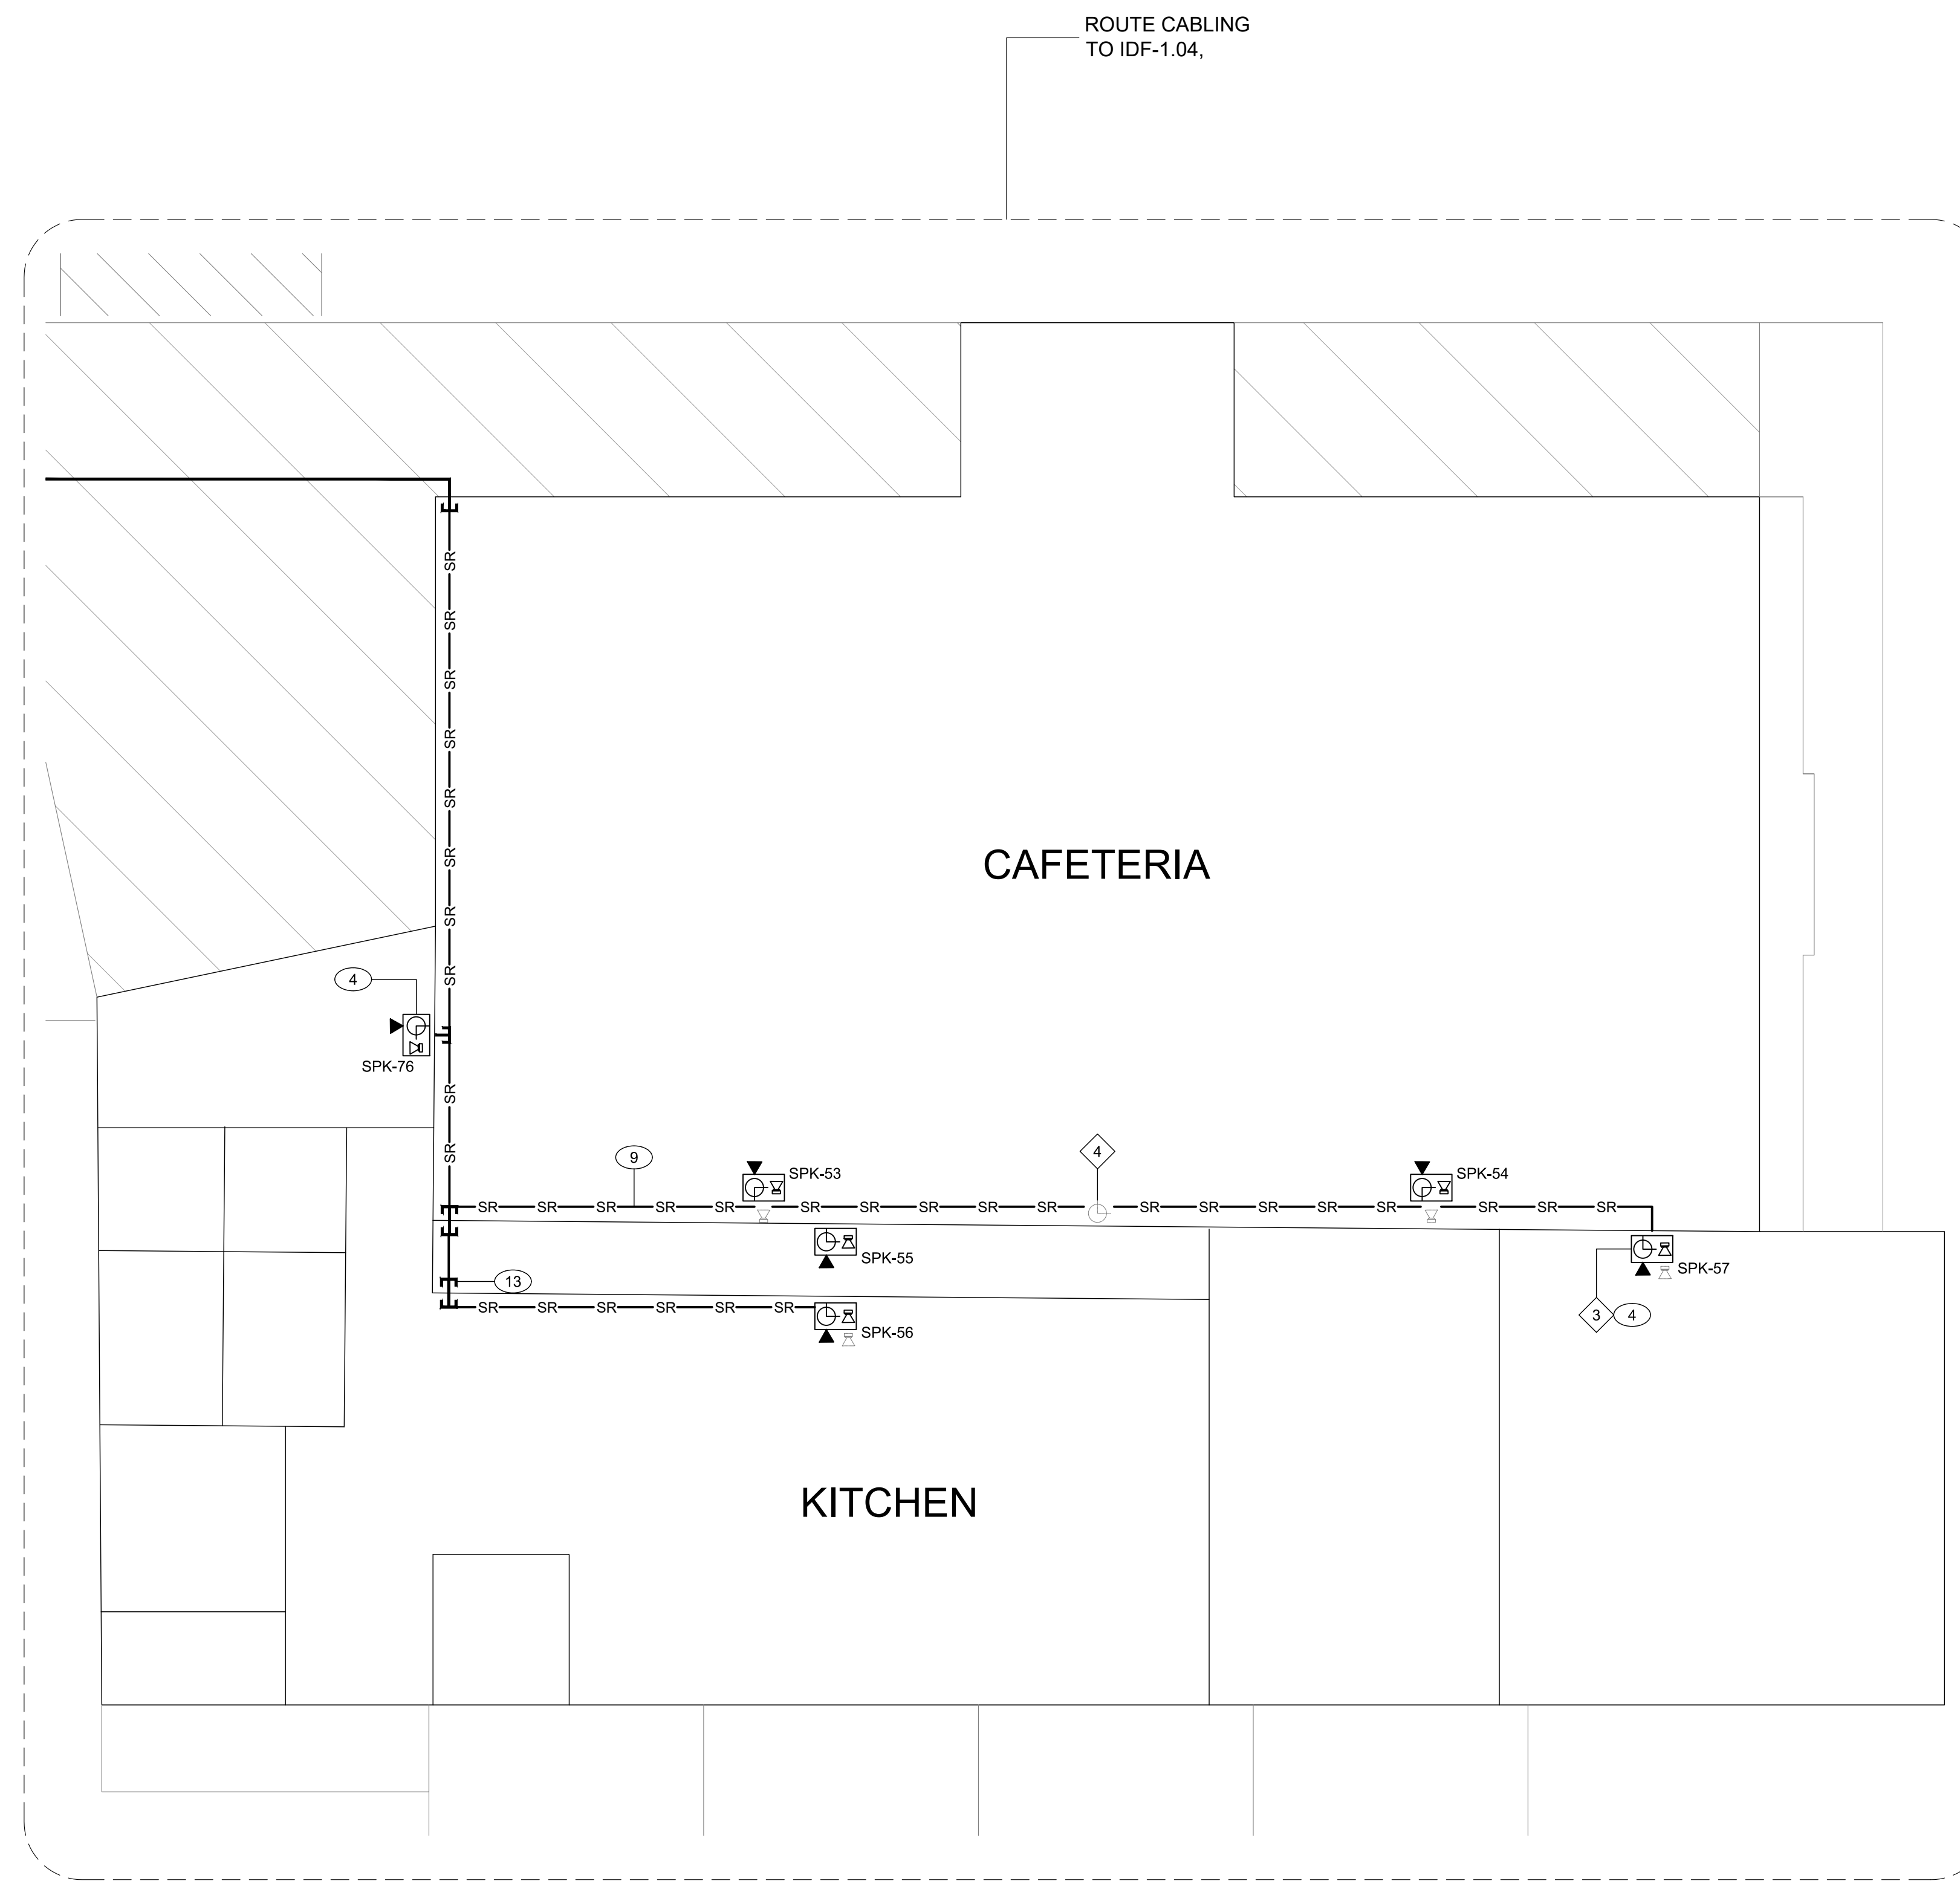 ROUTE CABLING
TO IDF-1.04,
SR
SR
SR
SR
SR
SR
CAFETERIA
SR
SR
4
SPK-76
SR
SR
9
SPK-53
4
SPK-54
SR SR SR SR SR SR SR SR SR SR SR SR SR SR SR SR SR SR
SPK-55
SPK-57
13
3 4
SR SR SR SR SR SR
SPK-56
KITCHEN